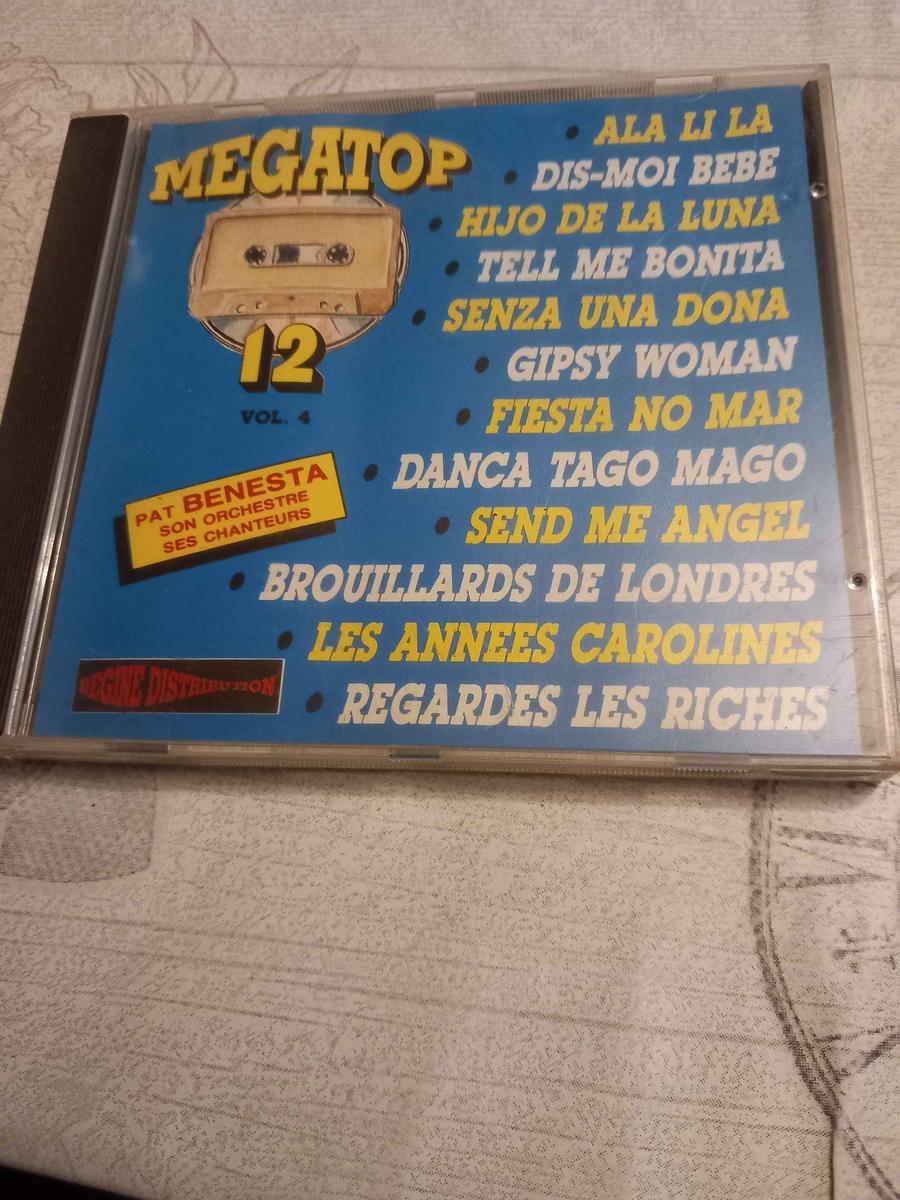 MEGATOP
12
VOL. 4
PAT BENESTA
SON ORCHESTRE
SES CHANTEURS
REGINE DISTRIBUTION
• ALA LI LA
• DIS-MOI BEBE
• HIJO DE LA LUNA
• TELL ME BONITA
• SENZA UNA DONA
• GIPSY WOMAN
• FIESTA NO MAR
• DANCA TAGO MAGO
• SEND ME ANGEL
• BROUILLARDS DE LONDRES
• LES ANNEES CAROLINES
• REGARDES LES RICHES